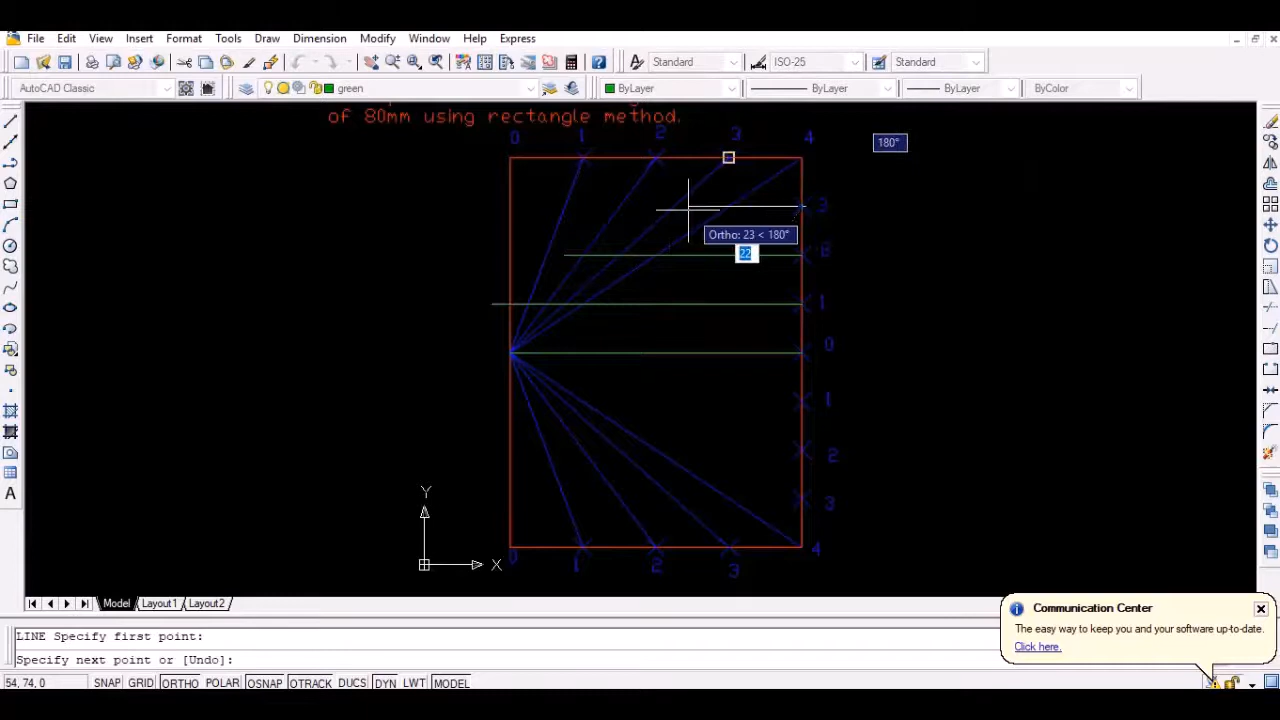 File Edit View Insert Format Tools Draw Dimension Modify Window Help Express
Standard ISO-25 Standard
AutoCAD Classic green ByLayer ByLayer ByLayer ByColor
of 80mm using rectangle method.
0 1 2 3 4
180°
3
Ortho: 23 < 180°
22
1
0
1
2
3
Y
X
0 1 2 3 4
Model Layout1 Layout2
Communication Center
The easy way to keep you and your software up-to-date.
Click here.
LINE Specify first point:
Specify next point or [Undo]:
54, 74, 0 SNAP GRID ORTHO POLAR OSNAP OTRACK DUCS DYN LWT MODEL
A